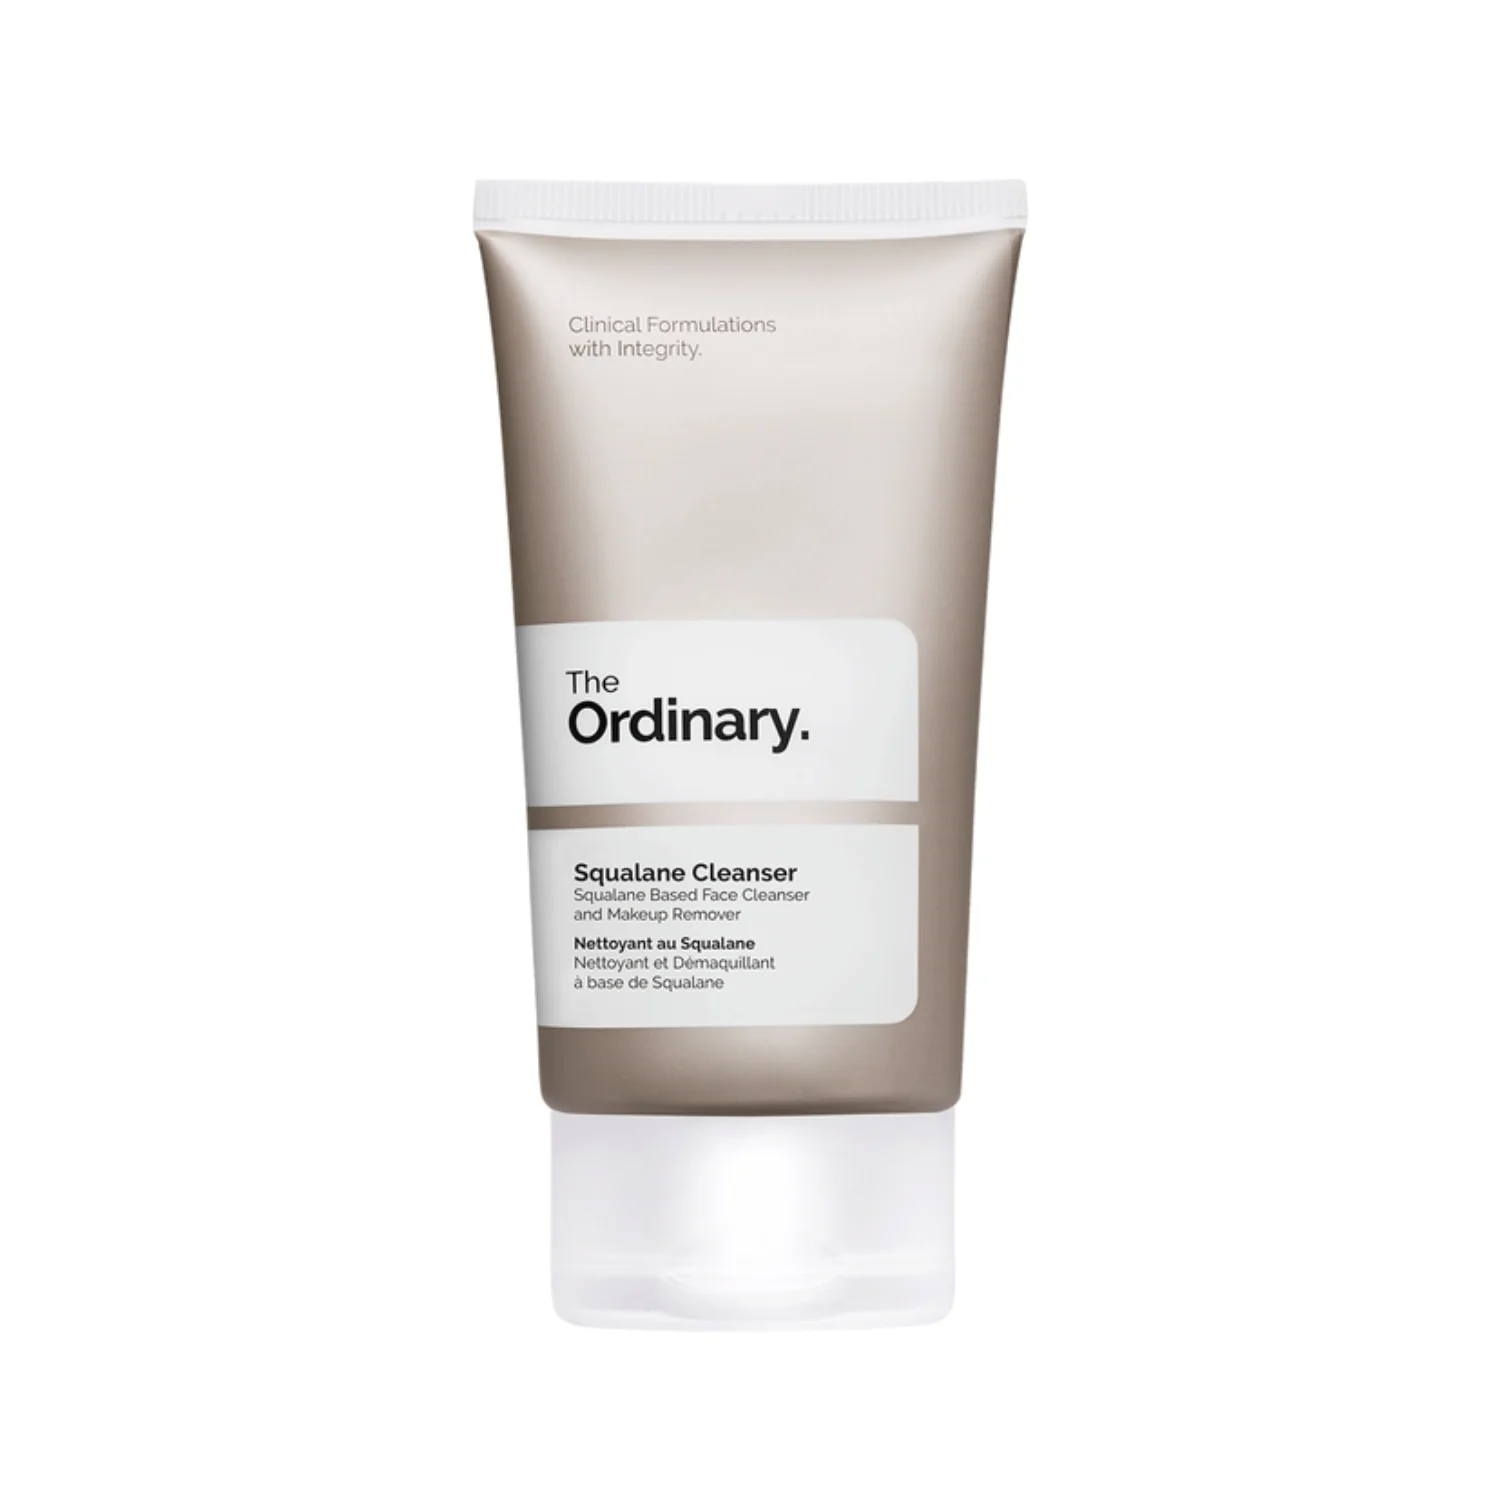 Clinical Formulations
with Integrity.
The
Ordinary.
Squalane Cleanser
Squalane Based Face Cleanser
and Makeup Remover
Nettoyant au Squalane
Nettoyant et Démaquillant
à base de Squalane